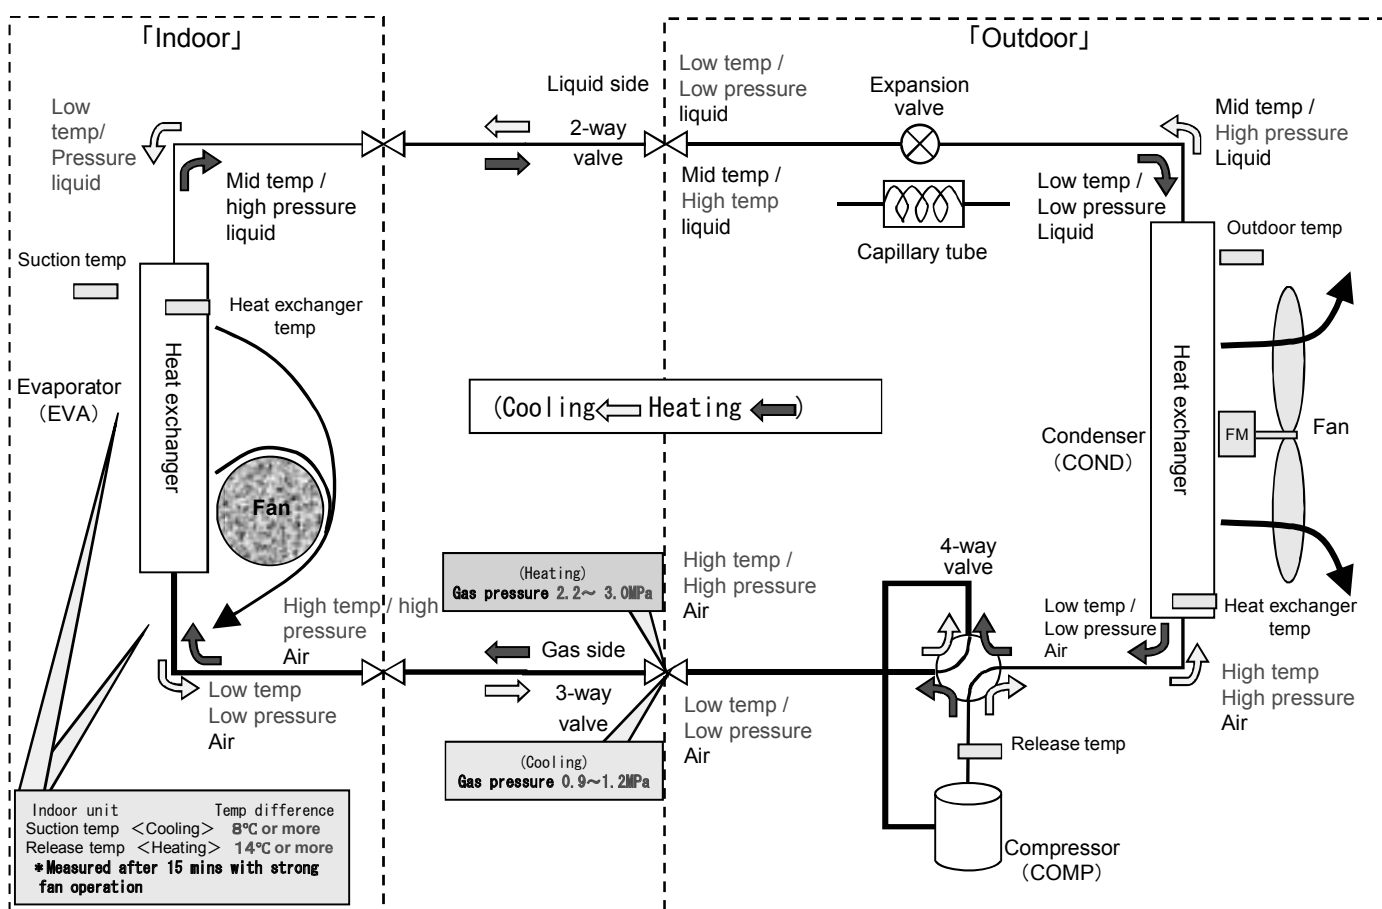 「Indoor」
「Outdoor」
Low
temp/
Pressure
liquid
Mid temp /
high pressure
liquid
Liquid side
2-way
valve
Low temp /
Low pressure
liquid
Mid temp /
High temp
liquid
Expansion
valve
Capillary tube
Low temp /
Low pressure
Liquid
Mid temp /
High pressure
Liquid
Suction temp
Heat exchanger
temp
Heat exchanger
Evaporator
（EVA）
Fan
(Cooling Heating )
Outdoor temp
Heat exchanger
Condenser
（COND）
FM
Fan
Heat exchanger
temp
(Heating)
Gas pressure 2.2～ 3.0MPa
High temp /
High pressure
Air
4-way
valve
Low temp /
Low pressure
Air
High temp
High pressure
Air
High temp / high
pressure
Air
Low temp
Low pressure
Air
Gas side
3-way
valve
Low temp /
Low pressure
Air
(Cooling)
Gas pressure 0.9～1.2MPa
Release temp
Compressor
（COMP）
Indoor unit Temp difference
Suction temp ＜Cooling＞ 8℃ or more
Release temp ＜Heating＞ 14℃ or more
＊Measured after 15 mins with strong
fan operation